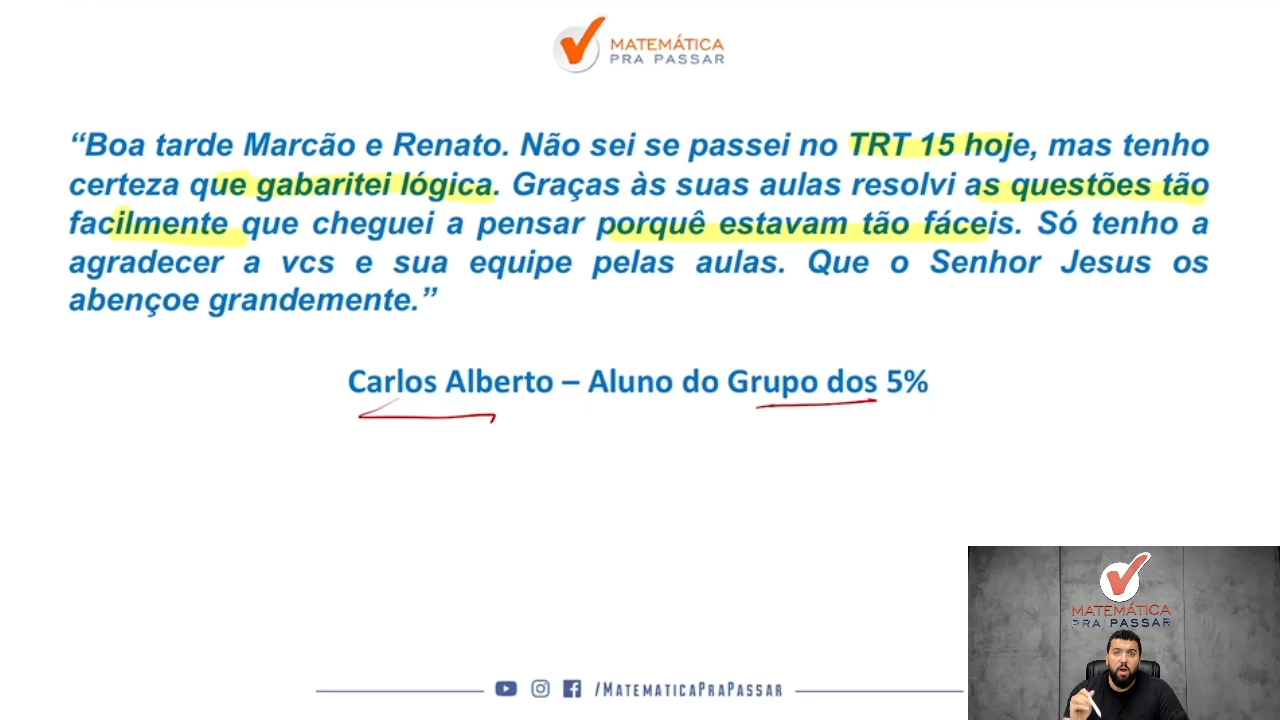 MATEMÁTICA
PRA PASSAR
“Boa tarde Marcão e Renato. Não sei se passei no TRT 15 hoje, mas tenho
certeza que gabaritei lógica. Graças às suas aulas resolvi as questões tão
facilmente que cheguei a pensar porquê estavam tão fáceis. Só tenho a
agradecer a vcs e sua equipe pelas aulas. Que o Senhor Jesus os
abençoe grandemente.”
Carlos Alberto – Aluno do Grupo dos 5%
MATEMÁTICA
PRA PASSAR
/MATEMATICAPRAPASSAR